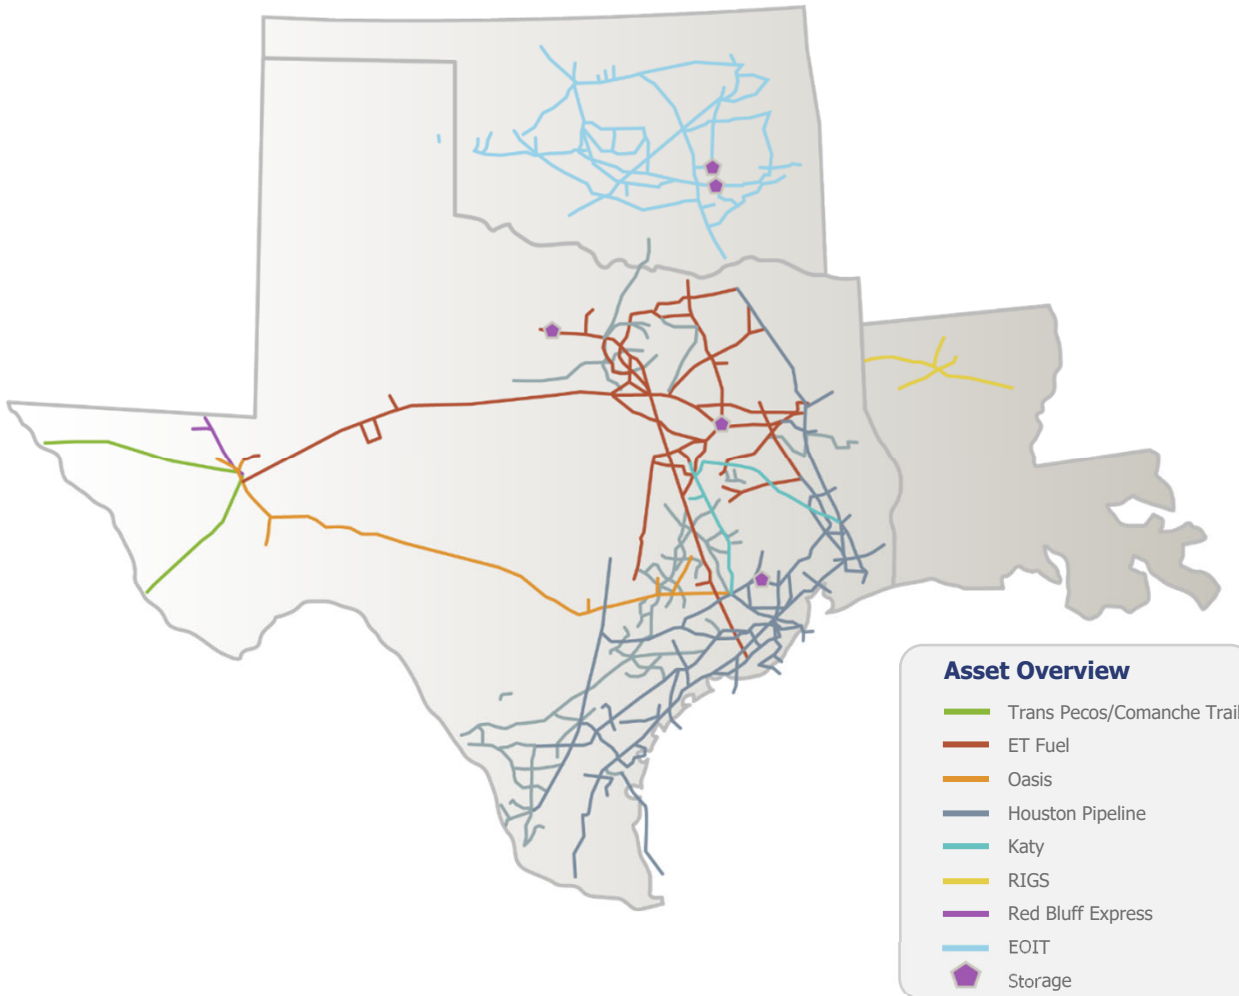 Asset Overview
Trans Pecos/Comanche Trail
ET Fuel
Oasis
Houston Pipeline
Katy
RIGS
Red Bluff Express
EOIT
Storage